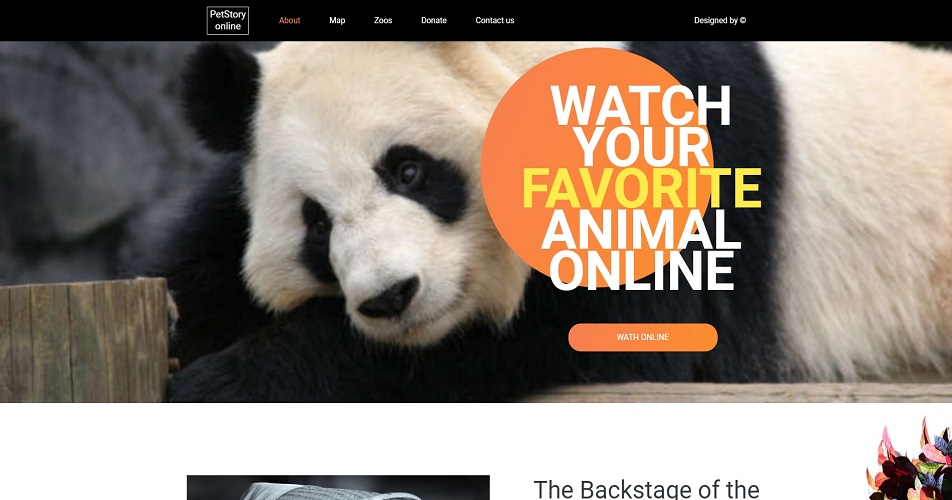 PetStory
online
About Map Zoos Donate Contact us Designed by ©
WATCH
YOUR
FAVORITE
ANIMAL
ONLINE
WATH ONLINE
The Backstage of the